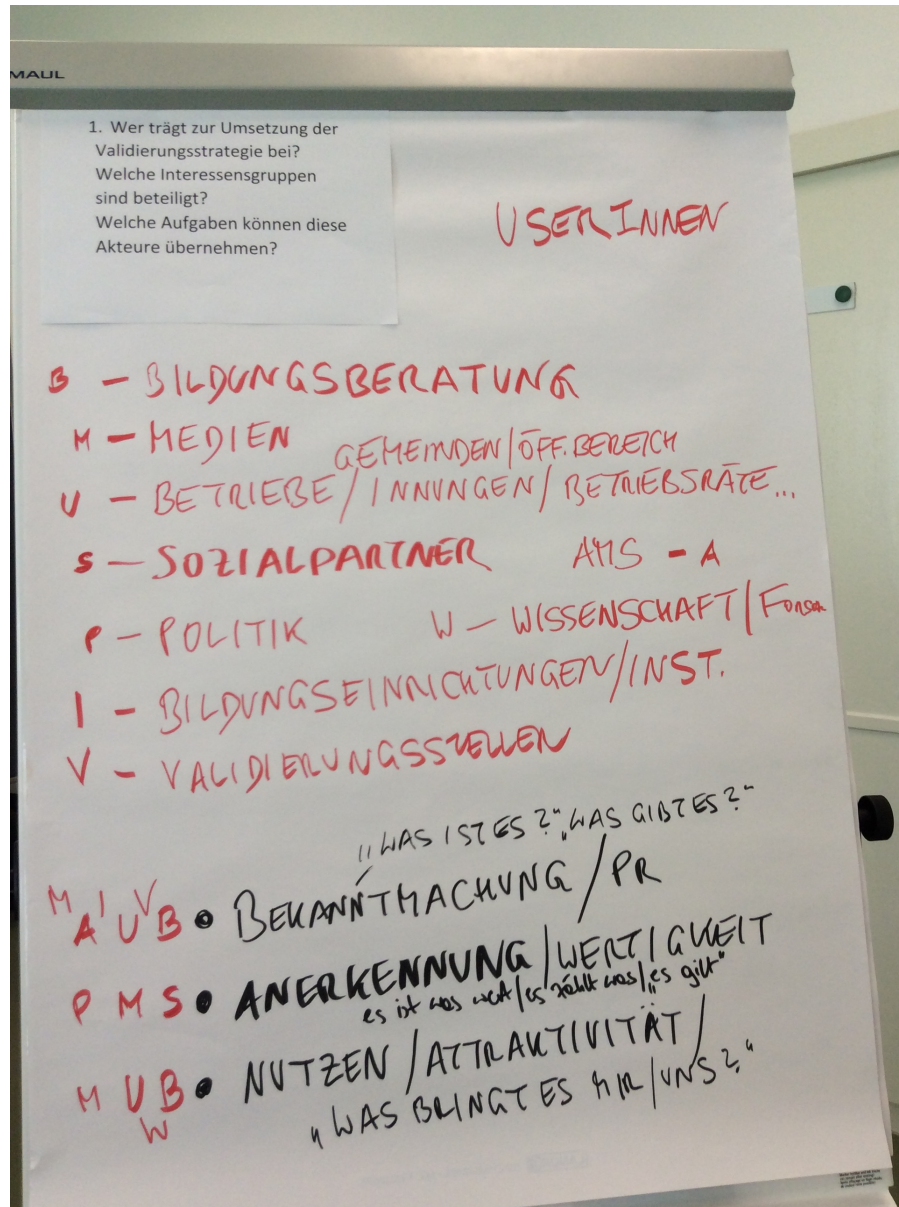 MAUL
1. Wer trägt zur Umsetzung der
Validierungsstrategie bei?
Welche Interessensgruppen
sind beteiligt?
Welche Aufgaben können diese
Akteure übernehmen?
USERINNEN
B – BILDUNGSBERATUNG
M – MEDIEN
GEMEINDEN/ÖFF. BEREICH
U – BETRIEBE/INNUNGEN/BETRIEBSRÄTE...
S – SOZIALPARTNER AMS – A
P – POLITIK W – WISSENSCHAFT/Forsch
I – BILDUNGSEINRICHTUNGEN/INST.
V – VALIDIERUNGSSTELLEN
„WAS IST ES?" „WAS GIBT ES?"
M A I U V B • BEKANNTMACHUNG/PR
P M S • ANERKENNUNG/WERTIGKEIT
es ist was wert/es zählt was/„es gilt"
M U B • NUTZEN/ATTRAKTIVITÄT/
W
„WAS BRINGT ES MIR/UNS?"